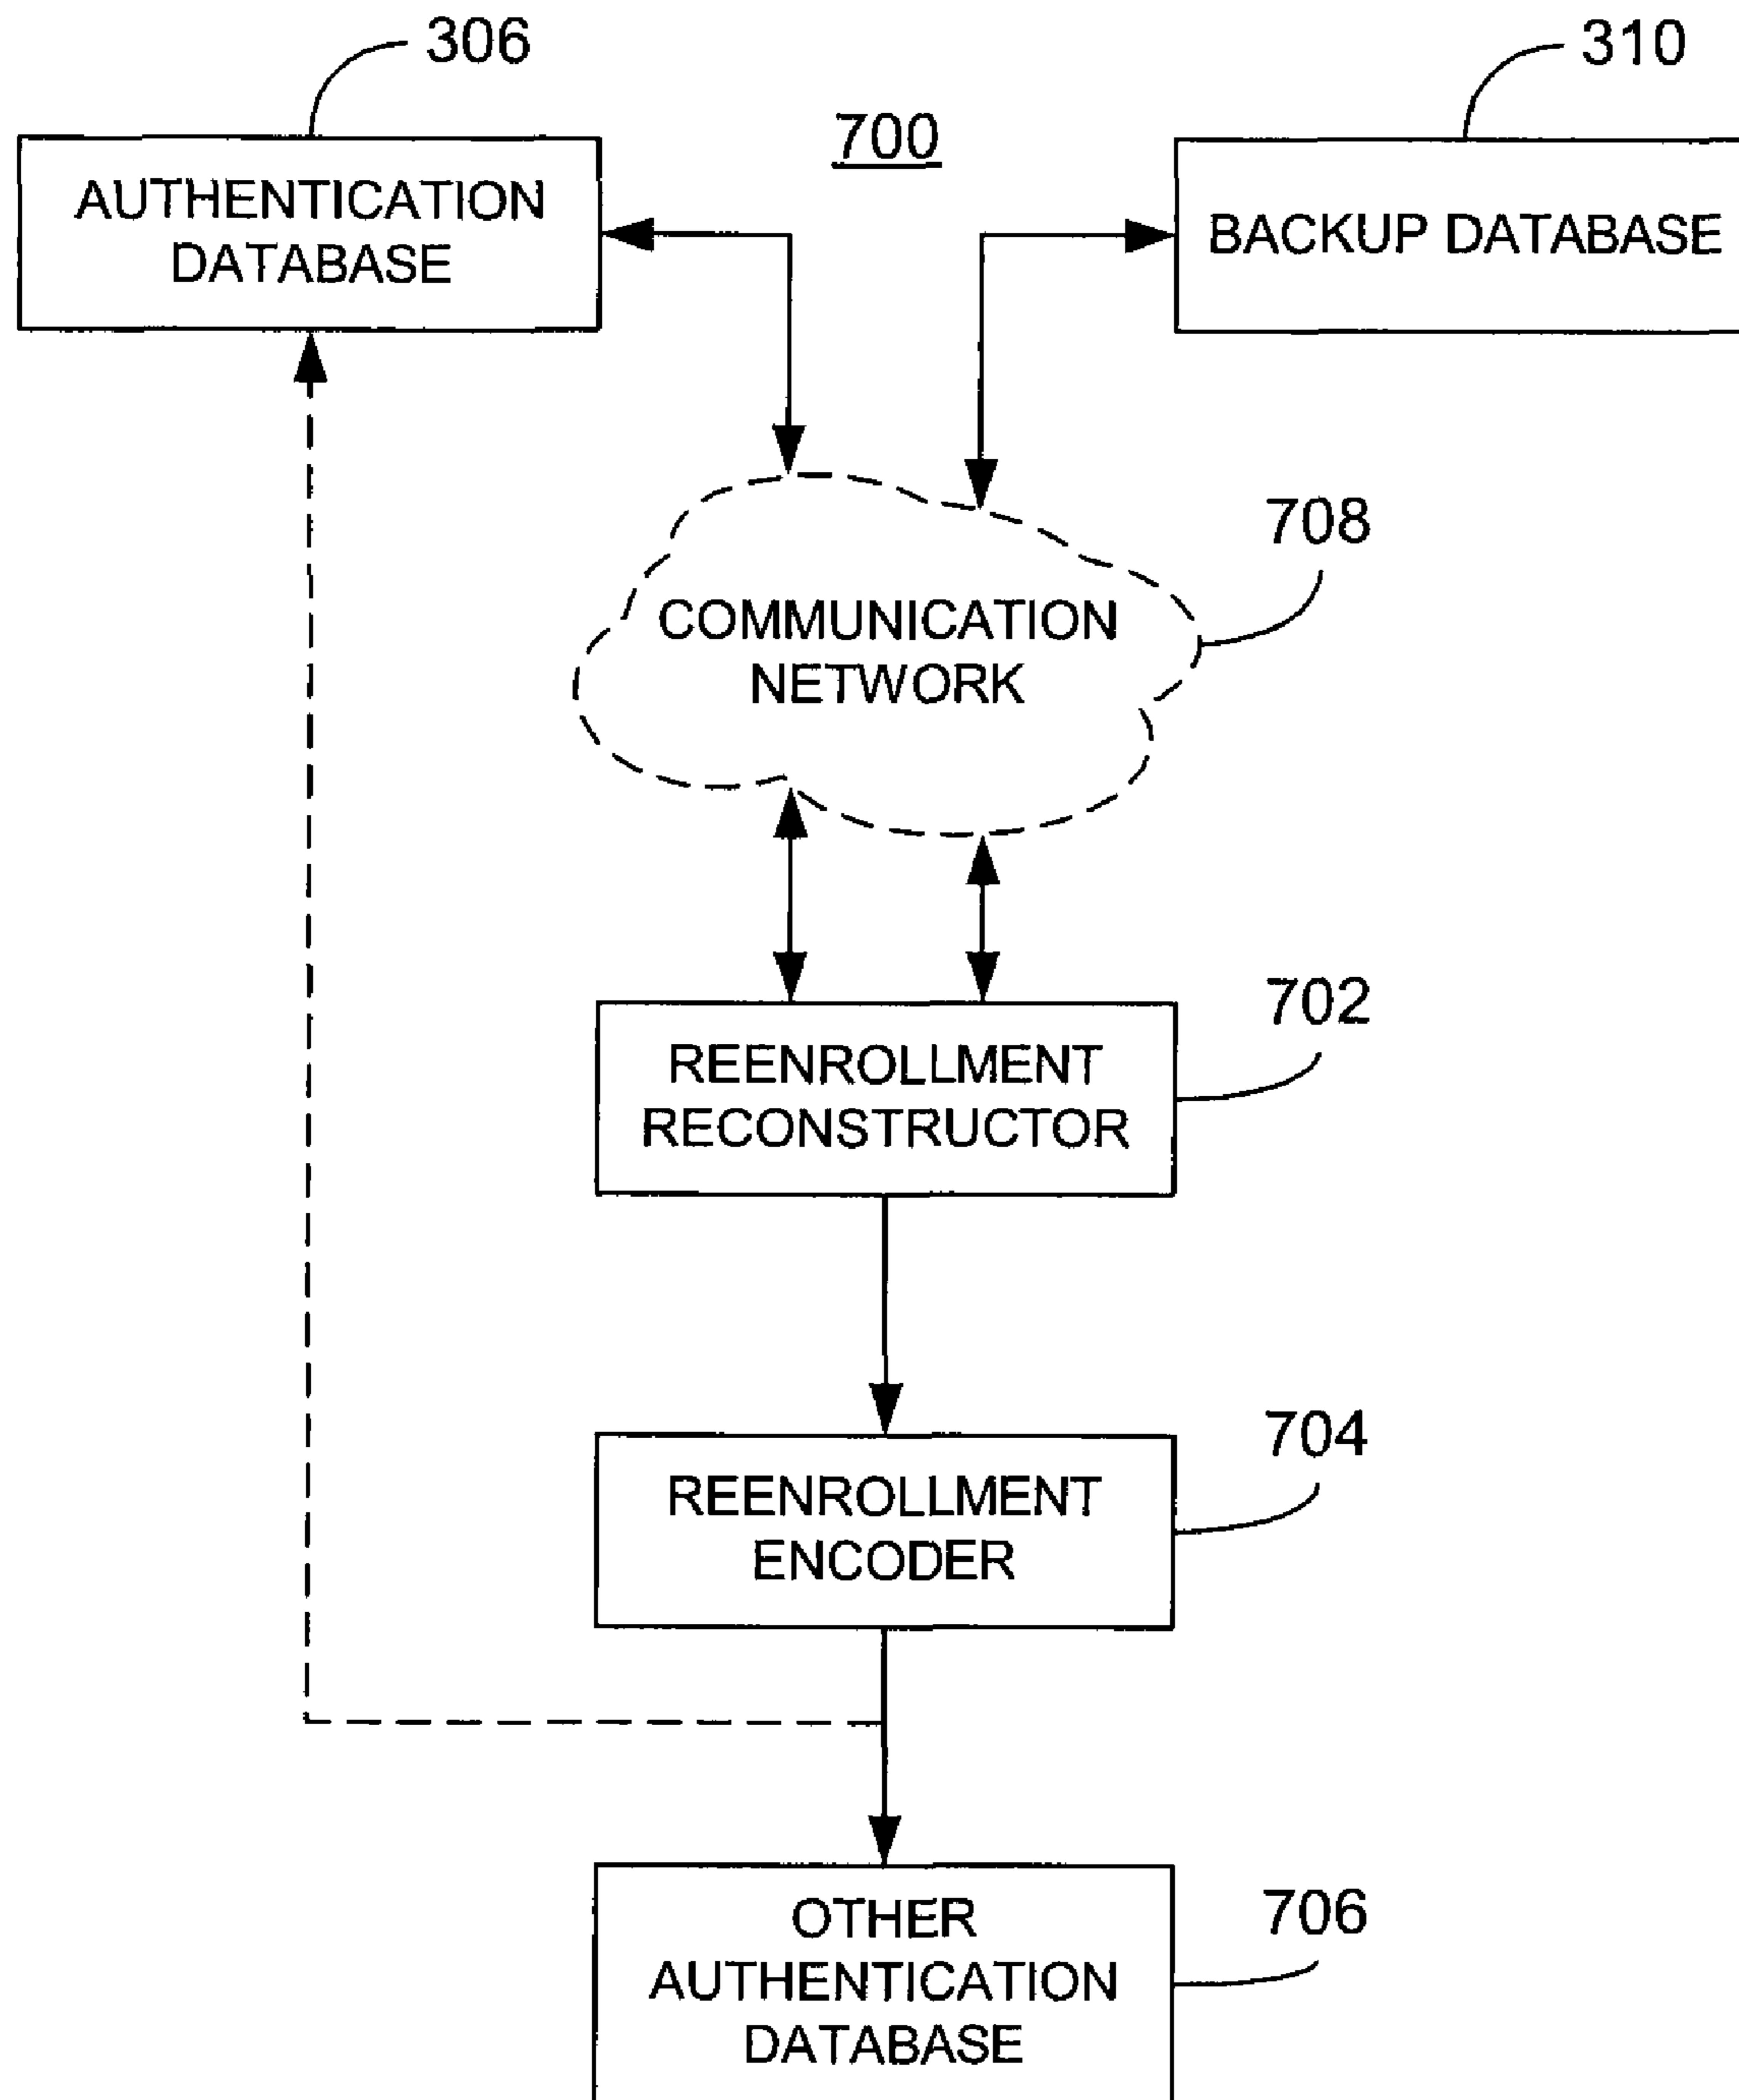 306
310
700
AUTHENTICATION
DATABASE
BACKUP DATABASE
708
COMMUNICATION
NETWORK
702
REENROLLMENT
RECONSTRUCTOR
704
REENROLLMENT
ENCODER
706
OTHER
AUTHENTICATION
DATABASE